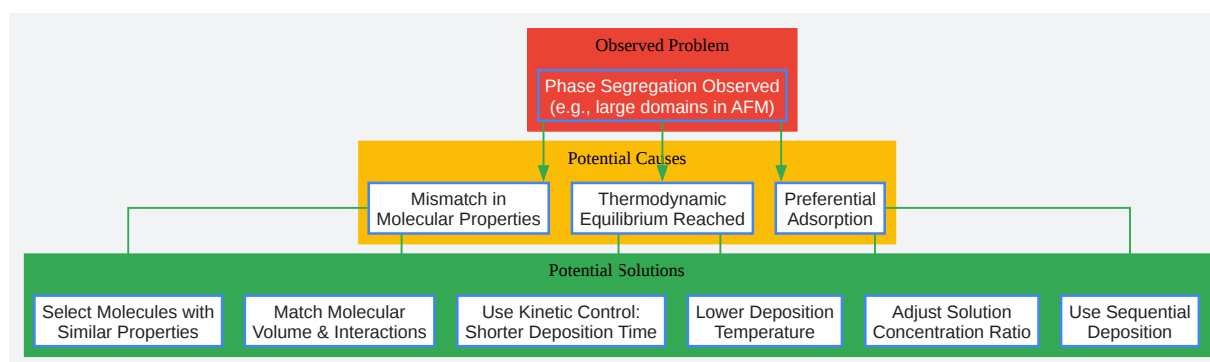 Observed Problem
Phase Segregation Observed
(e.g., large domains in AFM)
Potential Causes
Mismatch in
Molecular Properties
Thermodynamic
Equilibrium Reached
Preferential
Adsorption
Potential Solutions
Select Molecules with
Similar Properties
Match Molecular
Volume & Interactions
Use Kinetic Control:
Shorter Deposition Time
Lower Deposition
Temperature
Adjust Solution
Concentration Ratio
Use Sequential
Deposition